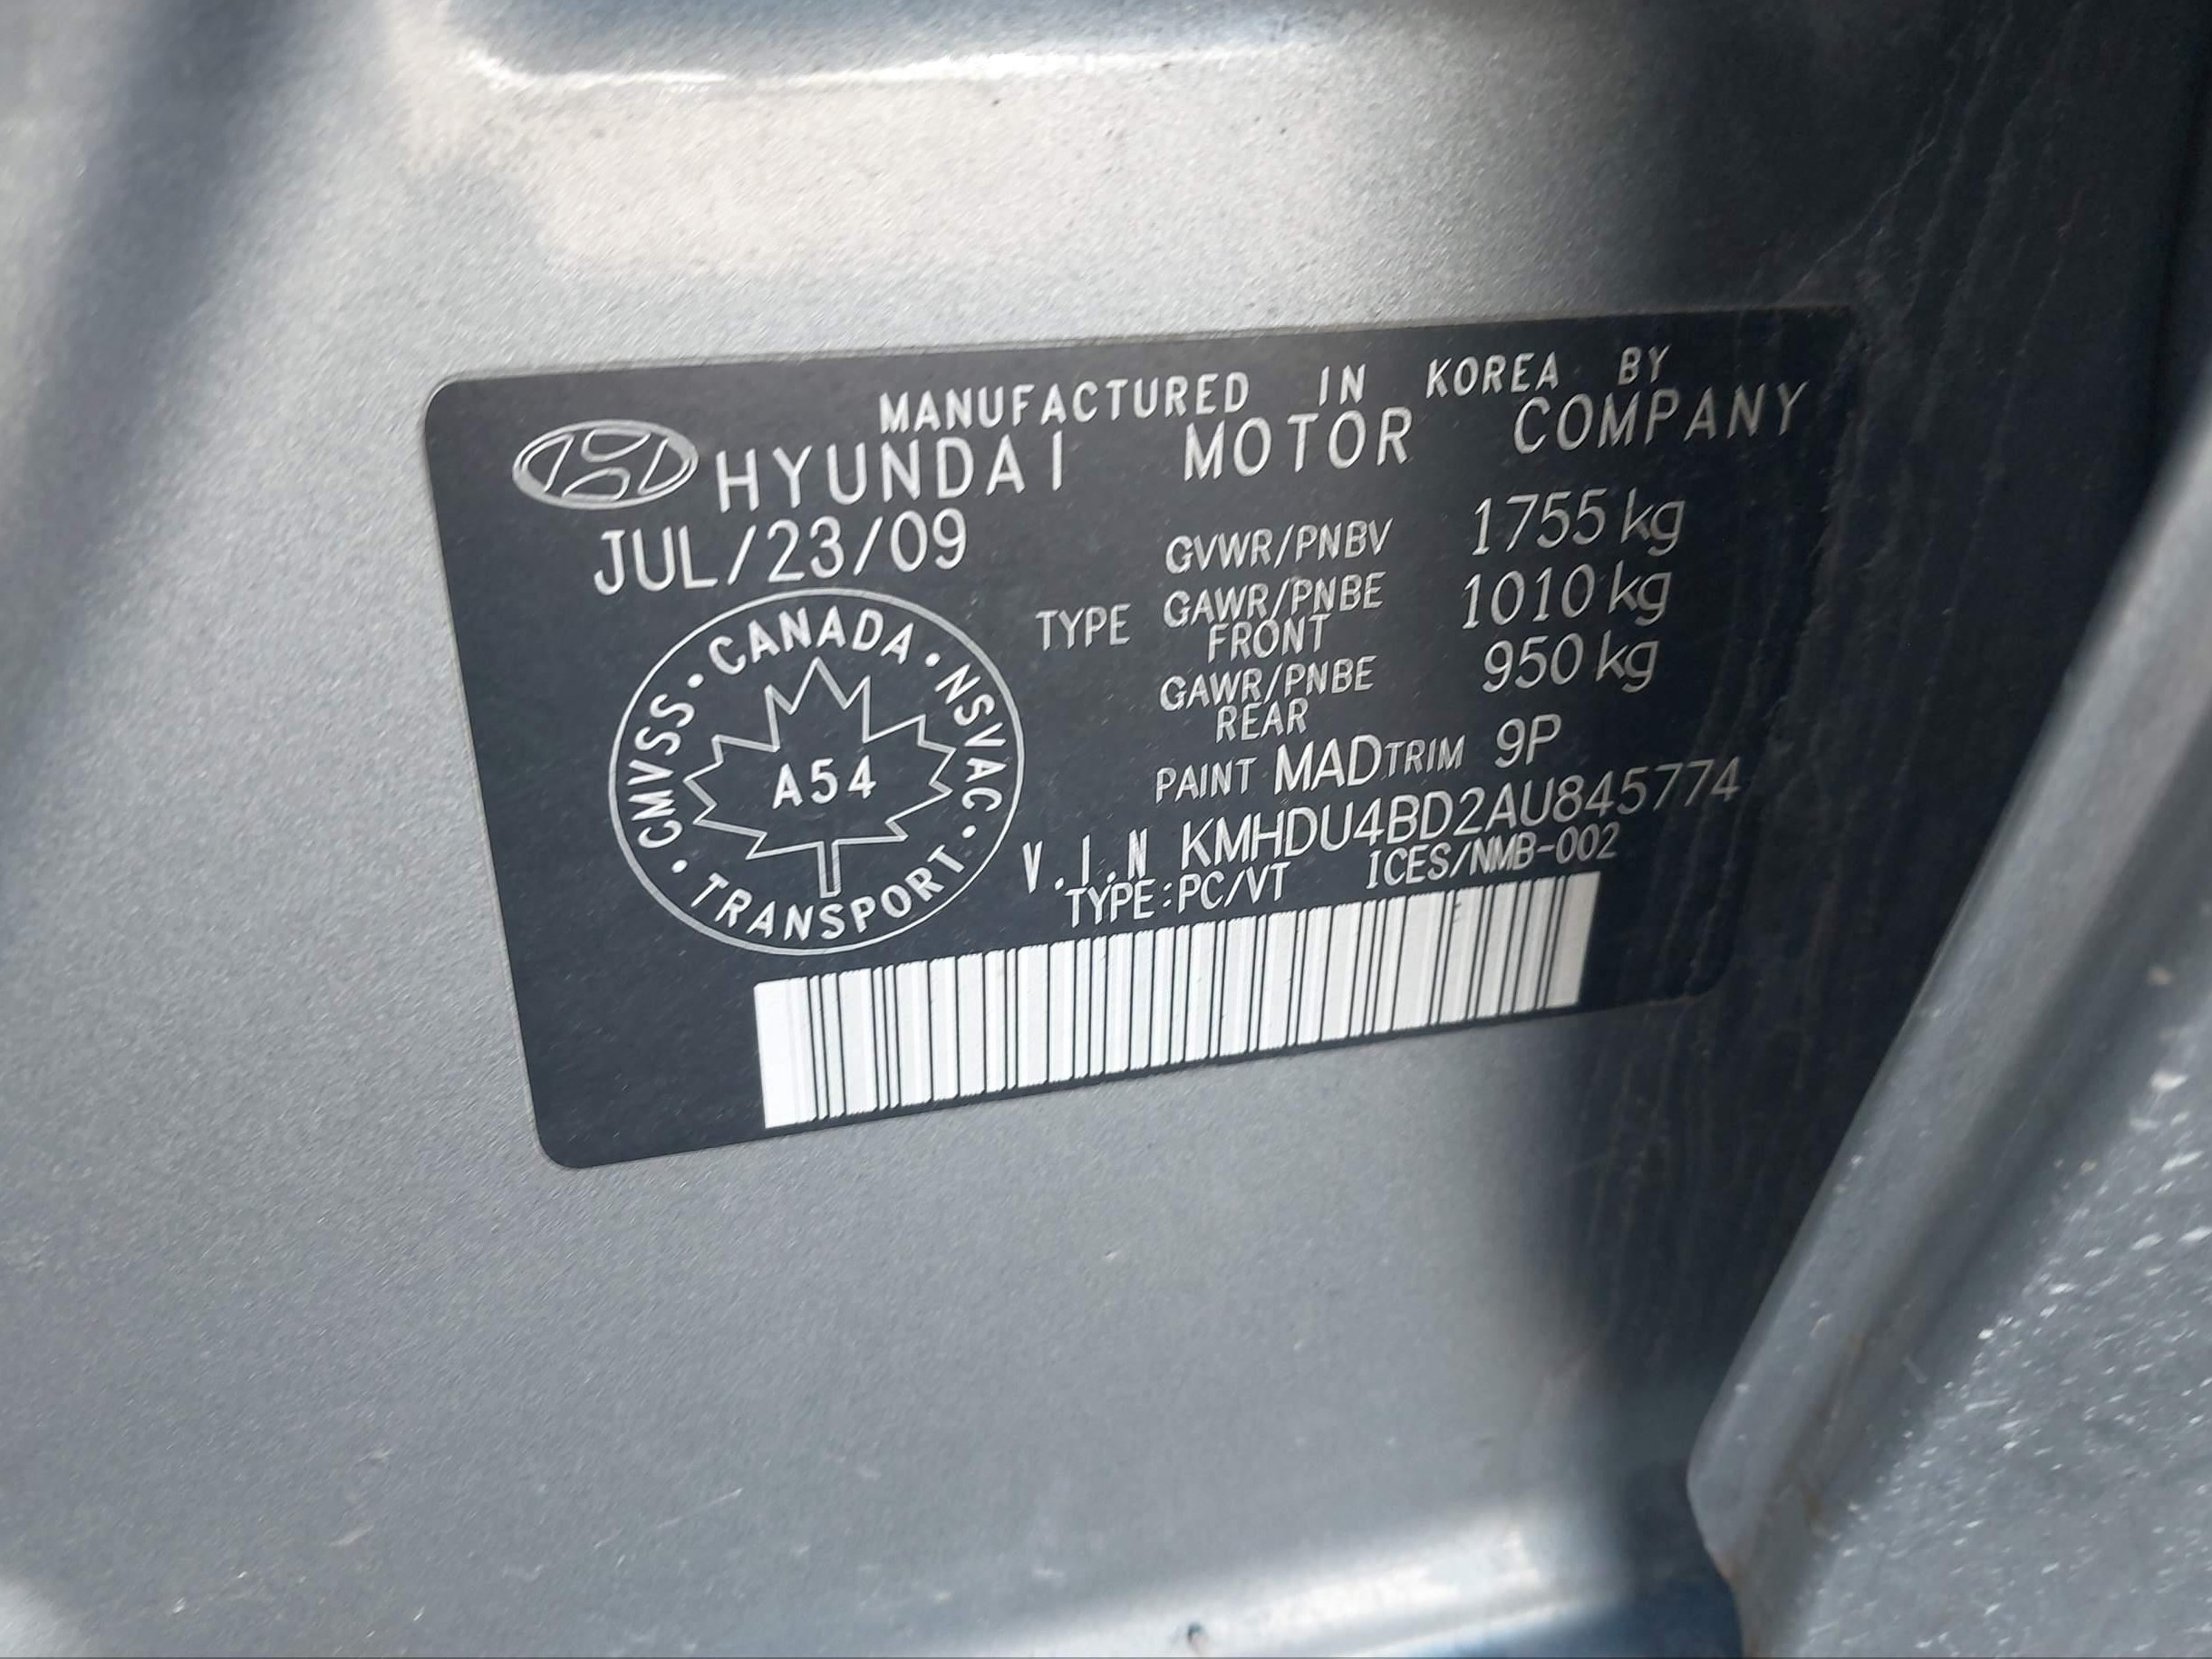 MANUFACTURED IN KOREA BY
HYUNDAI MOTOR COMPANY
JUL/23/09
GVWR/PNBV 1755 kg
TYPE GAWR/PNBE FRONT 1010 kg
GAWR/PNBE REAR 950 kg
PAINT MAD TRIM 9P
V.I.N KMHDU4BD2AU845774
TYPE:PC/VT ICES/NMB-002
CMVSS · CANADA · NSVAC · TRANSPORT ·
A54